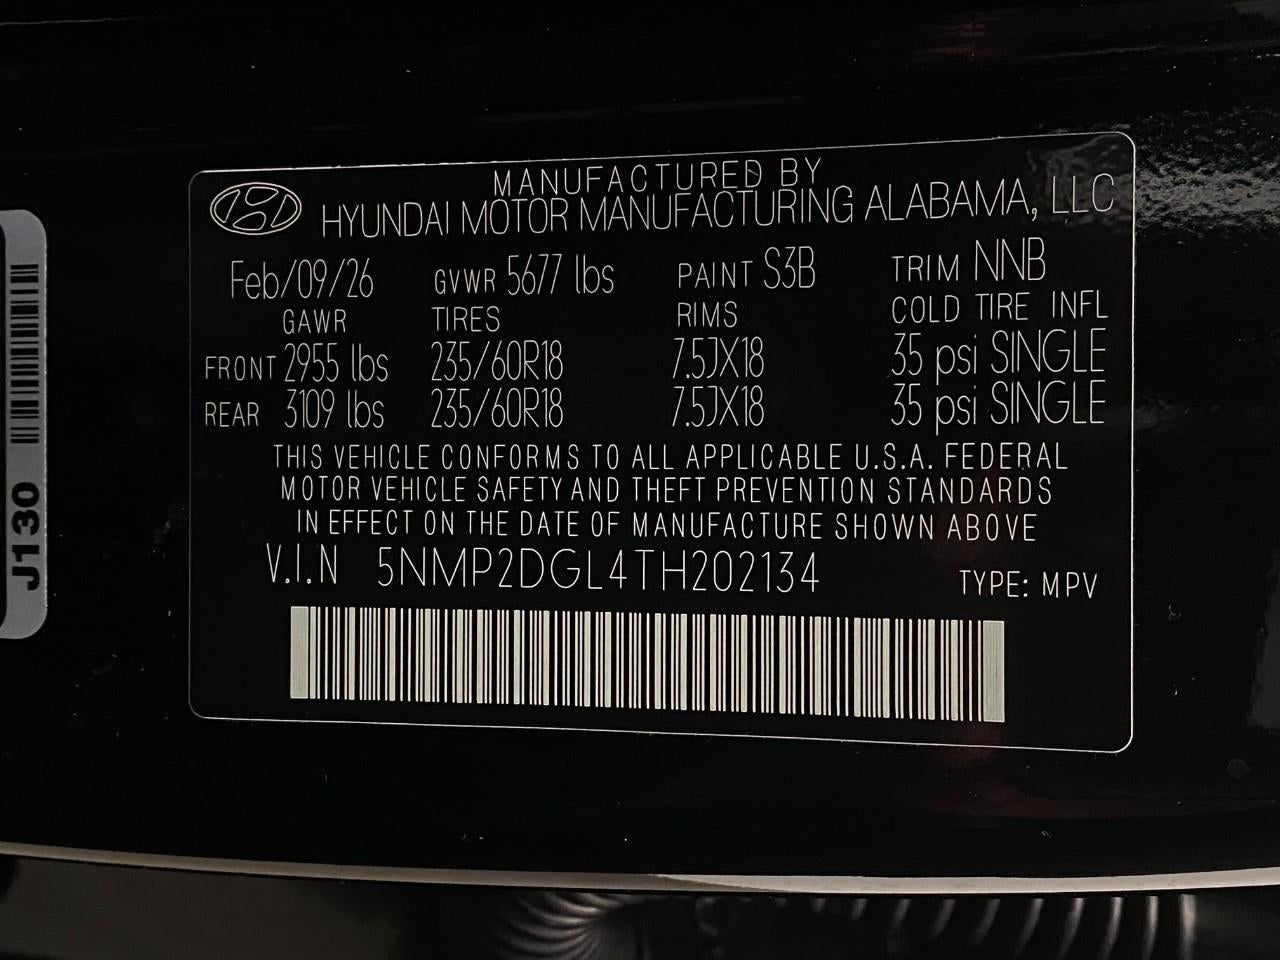 MANUFACTURED BY
HYUNDAI MOTOR MANUFACTURING ALABAMA, LLC
Feb/09/26 GVWR 5677 lbs PAINT S3B TRIM NNB
GAWR TIRES RIMS COLD TIRE INFL
FRONT 2955 lbs 235/60R18 7.5JX18 35 psi SINGLE
REAR 3109 lbs 235/60R18 7.5JX18 35 psi SINGLE
THIS VEHICLE CONFORMS TO ALL APPLICABLE U.S.A. FEDERAL
MOTOR VEHICLE SAFETY AND THEFT PREVENTION STANDARDS
IN EFFECT ON THE DATE OF MANUFACTURE SHOWN ABOVE
V.I.N 5NMP2DGL4TH202134 TYPE: MPV
J130